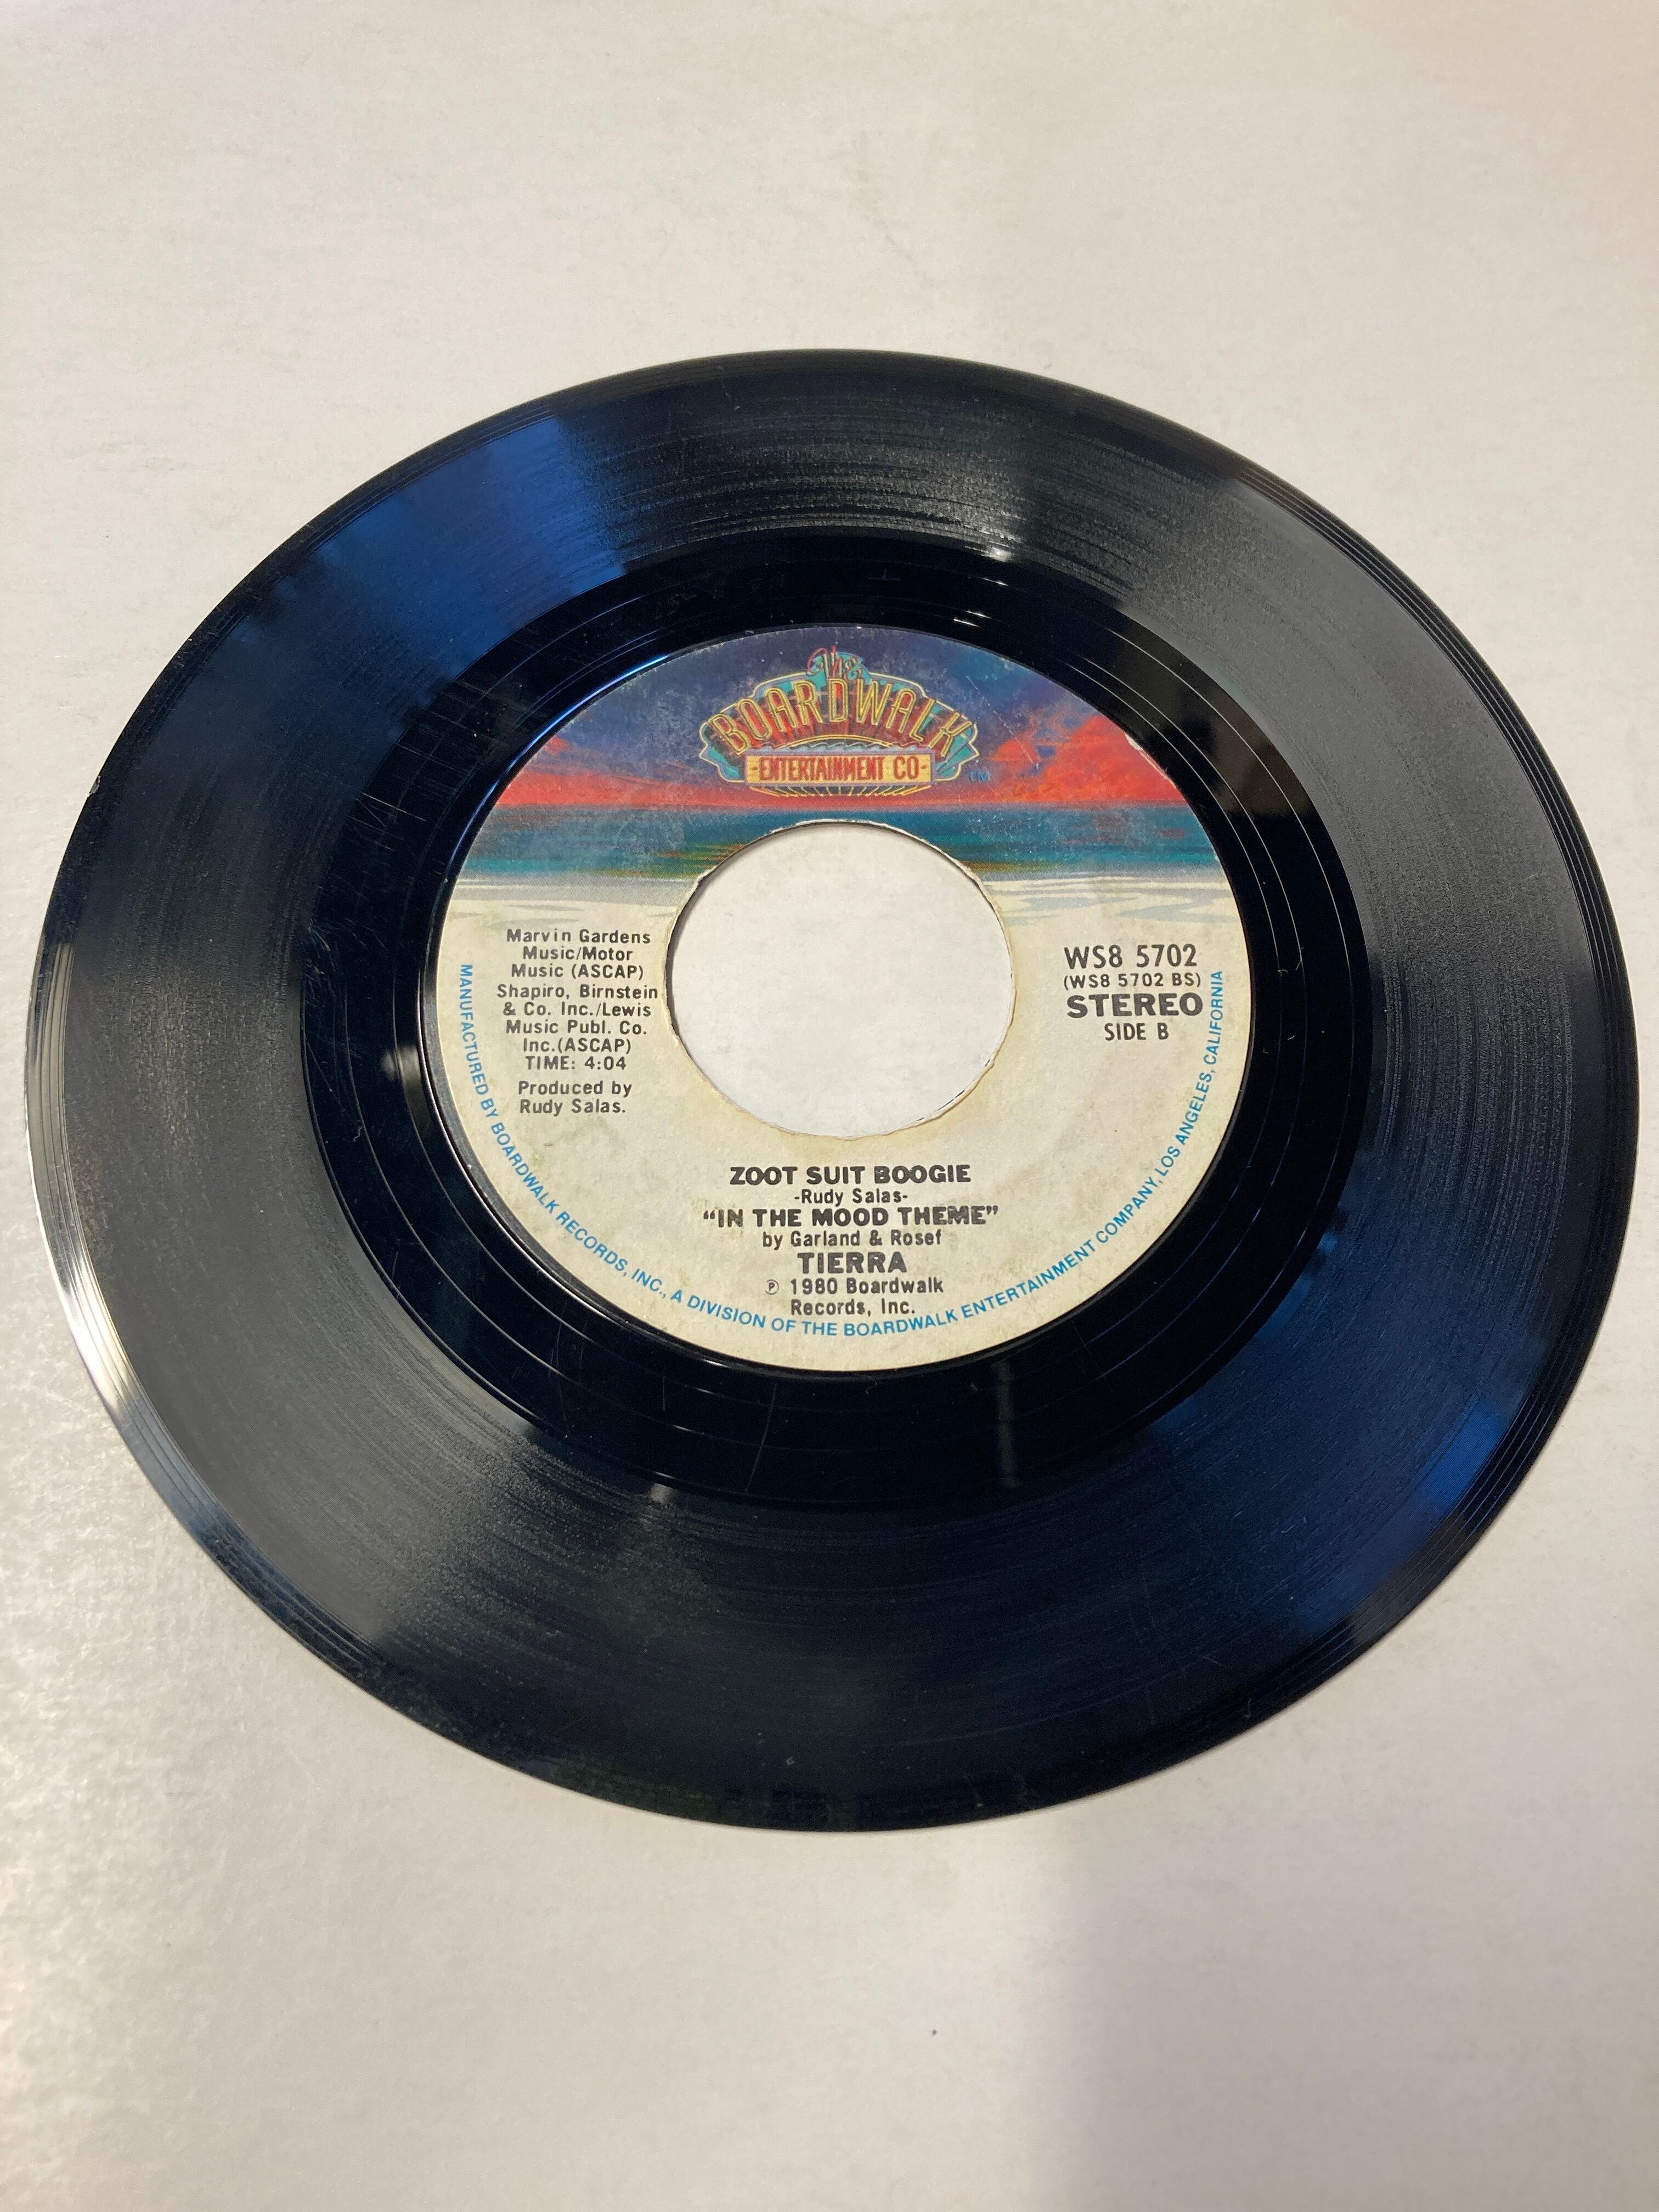 The
BOARDWALK
ENTERTAINMENT CO
TM
Marvin Gardens
Music/Motor
Music (ASCAP)
Shapiro, Birnstein
& Co. Inc./Lewis
Music Publ. Co.
Inc.(ASCAP)
TIME: 4:04
Produced by
Rudy Salas.
WS8 5702
(WS8 5702 BS)
STEREO
SIDE B
ZOOT SUIT BOOGIE
-Rudy Salas-
“IN THE MOOD THEME”
by Garland & Rosef
TIERRA
℗ 1980 Boardwalk
Records, Inc.
MANUFACTURED BY BOARDWALK RECORDS, INC., A DIVISION OF THE BOARDWALK ENTERTAINMENT COMPANY, LOS ANGELES, CALIFORNIA